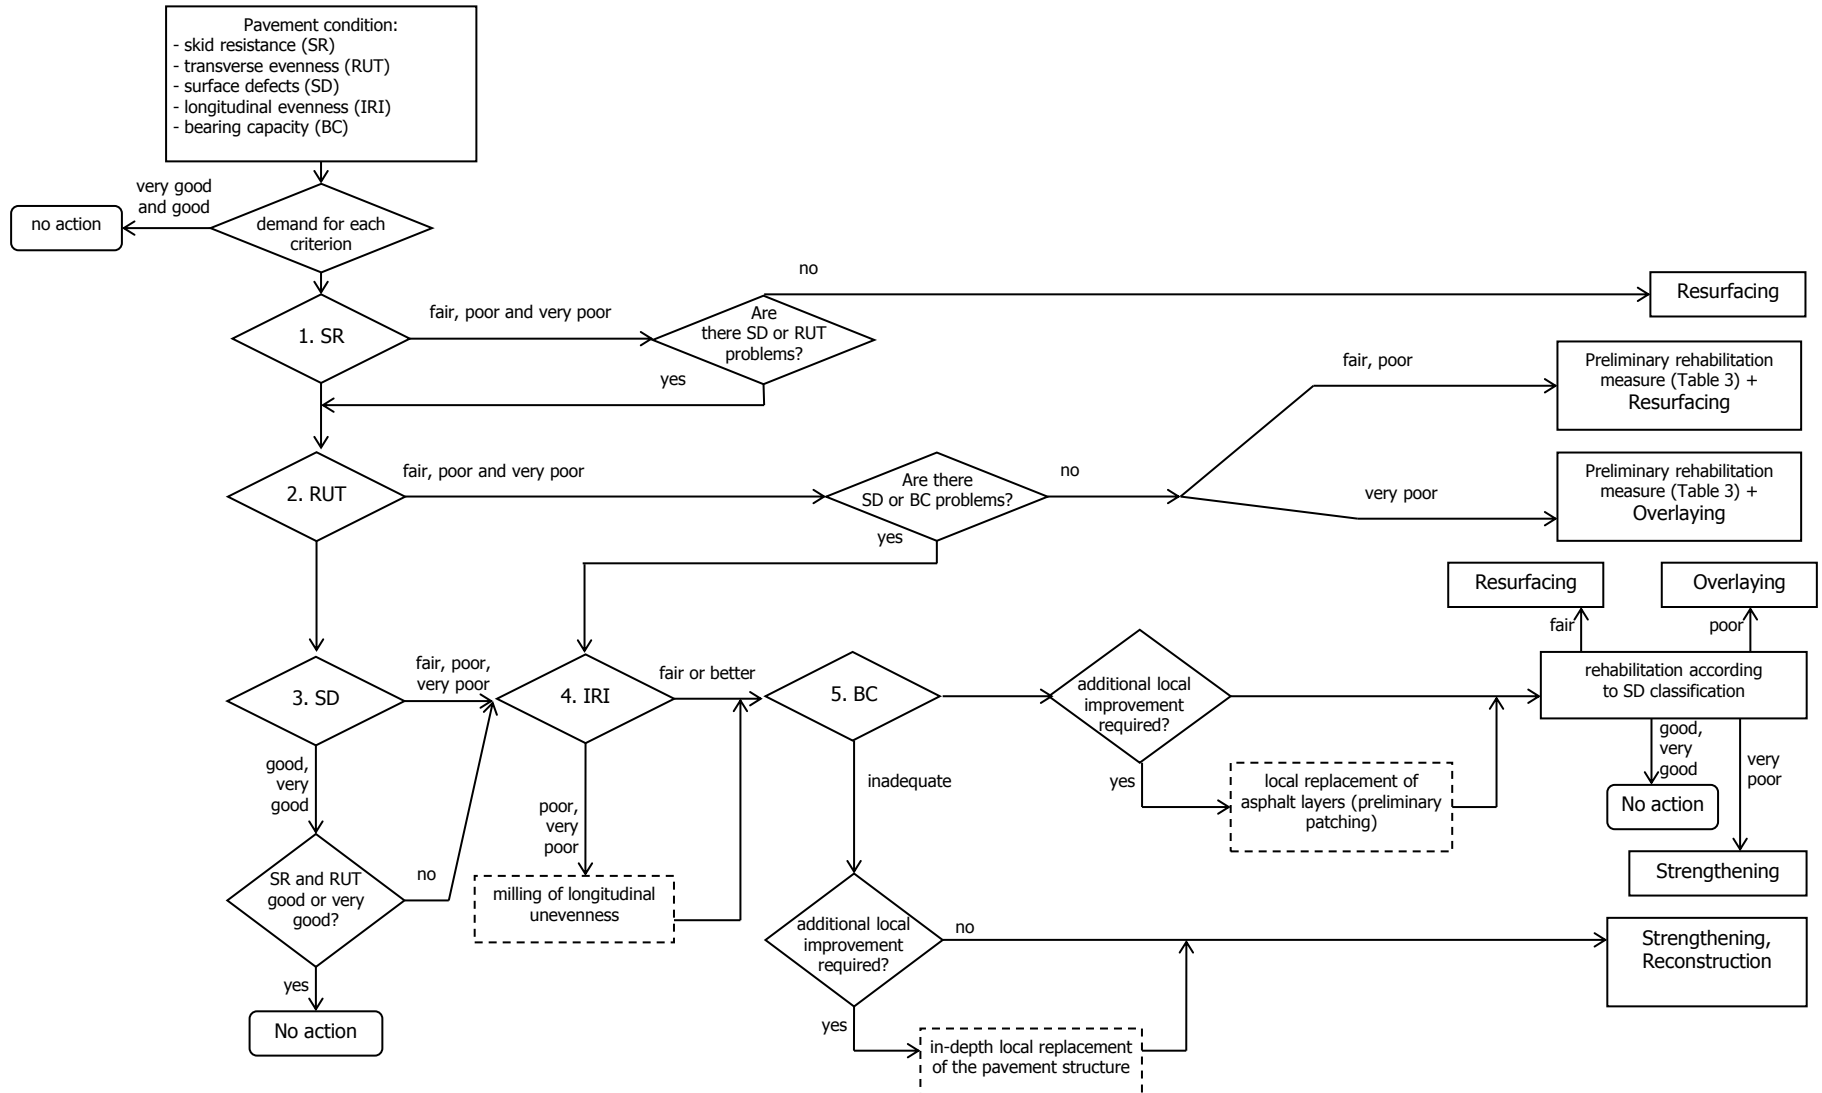 Pavement condition:
- skid resistance (SR)
- transverse evenness (RUT)
- surface defects (SD)
- longitudinal evenness (IRI)
- bearing capacity (BC)
very good
and good
no action
demand for each
criterion
no
Resurfacing
1. SR
fair, poor and very poor
Are
there SD or RUT
problems?
yes
fair, poor
Preliminary rehabilitation
measure (Table 3) +
Resurfacing
2. RUT
fair, poor and very poor
Are there
SD or BC problems?
no
yes
very poor
Preliminary rehabilitation
measure (Table 3) +
Overlaying
Resurfacing
Overlaying
fair
poor
3. SD
fair, poor,
very poor
4. IRI
fair or better
5. BC
additional local
improvement
required?
rehabilitation according
to SD classification
good,
very
good
poor,
very
poor
inadequate
yes
local replacement of
asphalt layers (preliminary
patching)
good,
very
good
very
poor
No action
Strengthening
SR and RUT
good or very
good?
no
milling of longitudinal
unevenness
additional local
improvement
required?
no
Strengthening,
Reconstruction
yes
No action
yes
in-depth local replacement
of the pavement structure